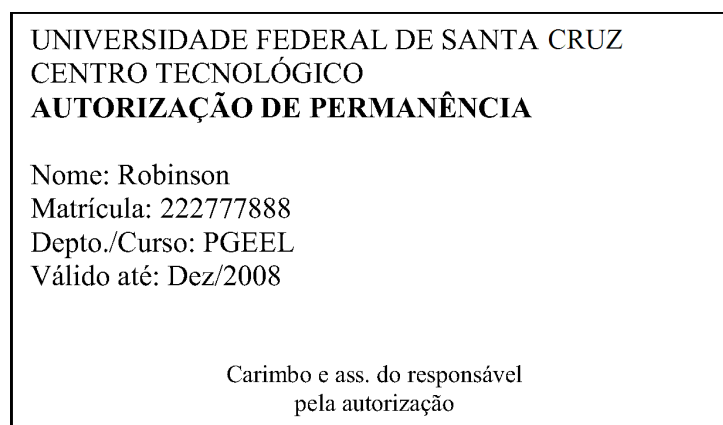 UNIVERSIDADE FEDERAL DE SANTA CRUZ
CENTRO TECNOLÓGICO
AUTORIZAÇÃO DE PERMANÊNCIA
Nome: Robinson
Matrícula: 222777888
Depto./Curso: PGEEL
Válido até: Dez/2008
Carimbo e ass. do responsável
pela autorização